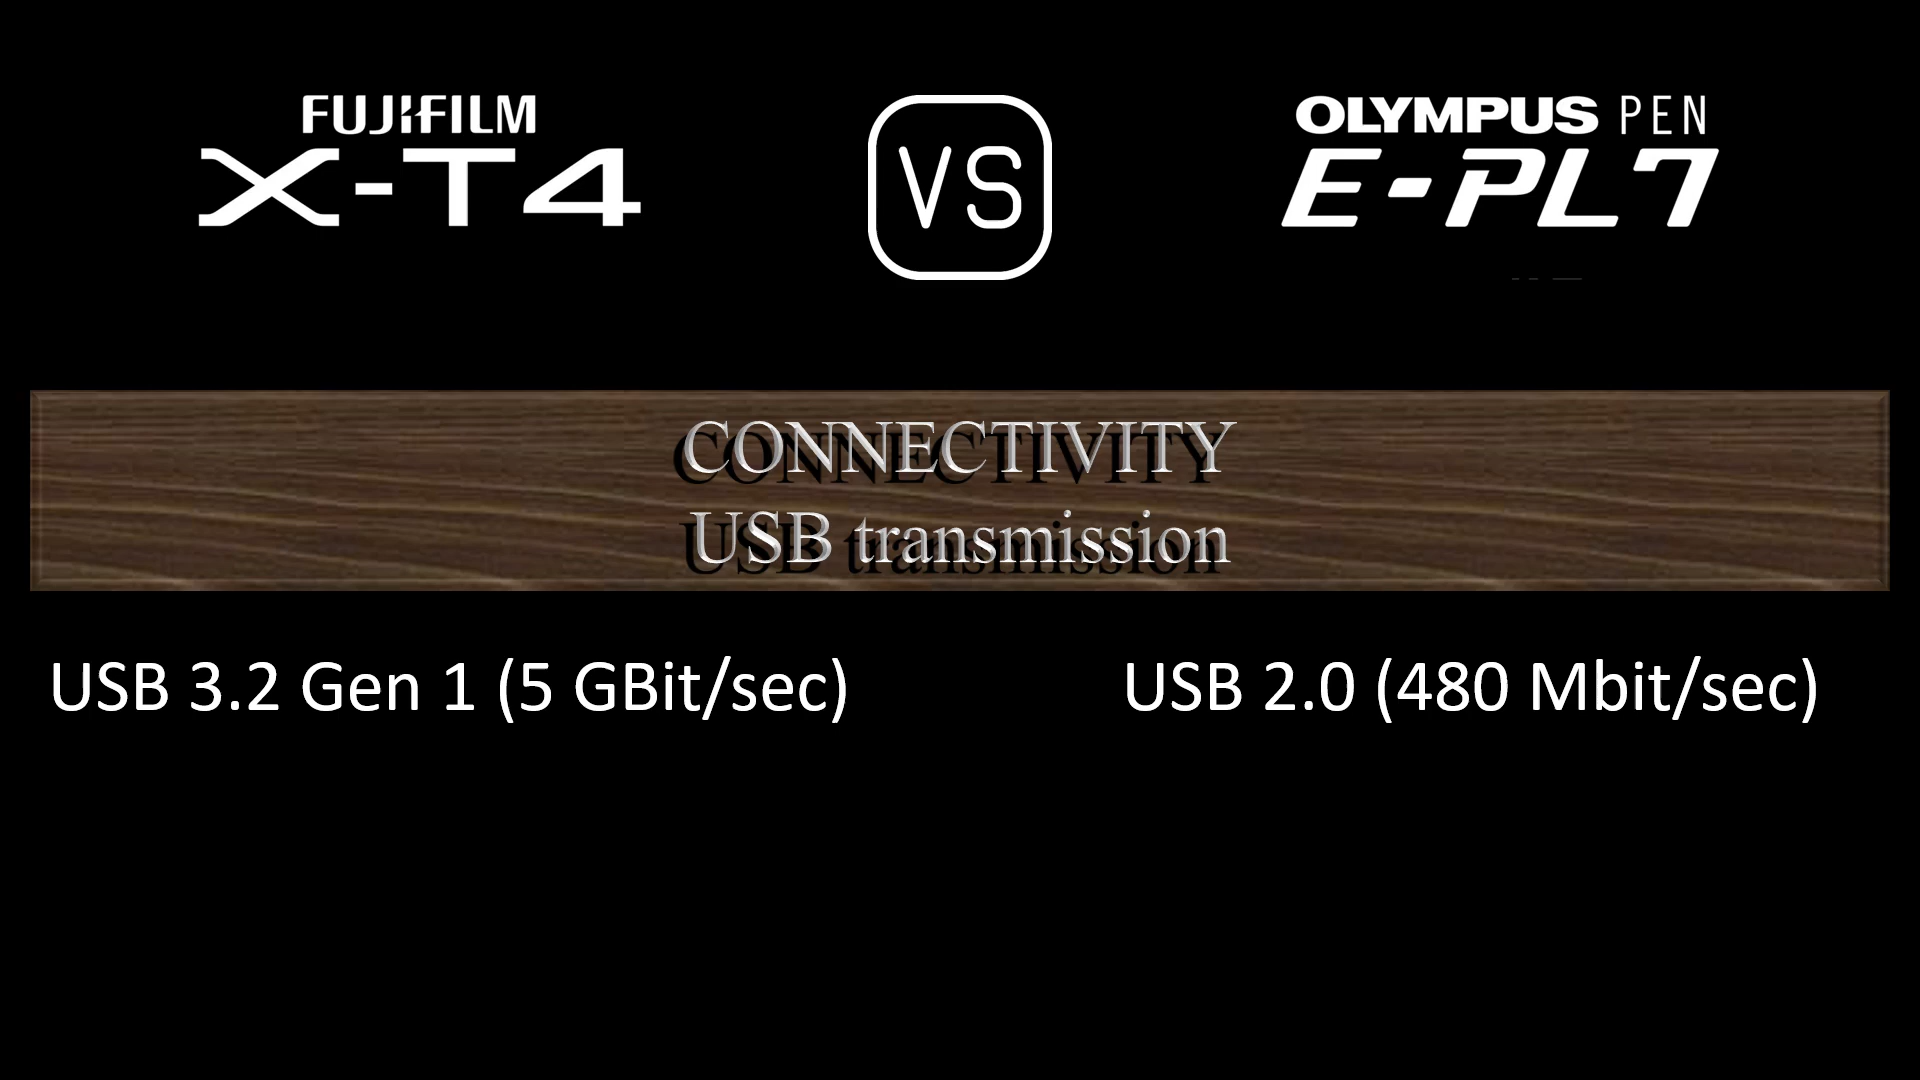 FUJIFILM
X-T4
VS
OLYMPUS PEN
E-PL7
CONNECTIVITY
USB transmission
USB 3.2 Gen 1 (5 GBit/sec)
USB 2.0 (480 Mbit/sec)